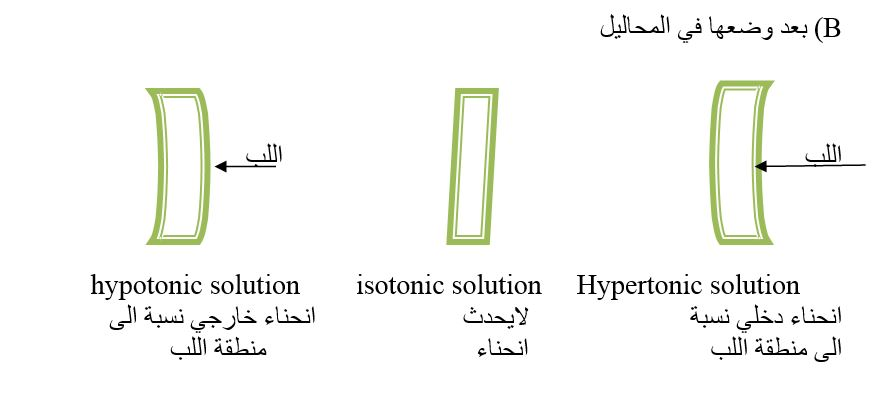 B) بعد وضعها في المحاليل
اللب
اللب
Hypertonic solution
انحناء دخلي نسبة
الى منطقة اللب
isotonic solution
لايحدث
انحناء
hypotonic solution
انحناء خارجي نسبة الى
منطقة اللب